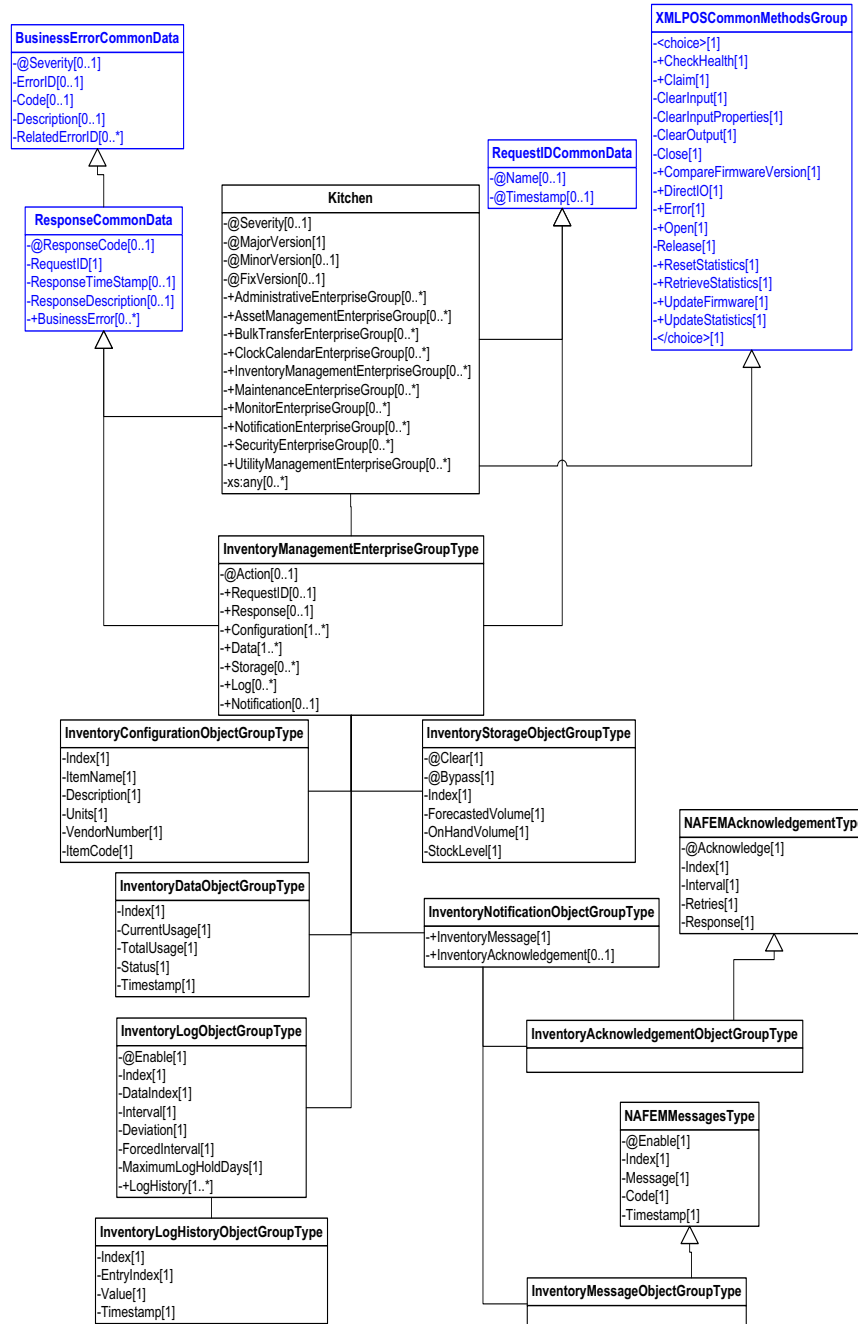 BusinessErrorCommonData
-@Severity[0..1]
-ErrorID[0..1]
-Code[0..1]
-Description[0..1]
-RelatedErrorID[0..*]
XMLPOSCommonMethodsGroup
-<choice>[1]
-+CheckHealth[1]
-+Claim[1]
-ClearInput[1]
-ClearInputProperties[1]
-ClearOutput[1]
-Close[1]
-+CompareFirmwareVersion[1]
-+DirectIO[1]
-+Error[1]
-+Open[1]
-Release[1]
-+ResetStatistics[1]
-+RetrieveStatistics[1]
-+UpdateFirmware[1]
-+UpdateStatistics[1]
-</choice>[1]
RequestIDCommonData
-@Name[0..1]
-@Timestamp[0..1]
ResponseCommonData
-@ResponseCode[0..1]
-RequestID[1]
-ResponseTimeStamp[0..1]
-ResponseDescription[0..1]
-+BusinessError[0..*]
Kitchen
-@Severity[0..1]
-@MajorVersion[1]
-@MinorVersion[0..1]
-@FixVersion[0..1]
-+AdministrativeEnterpriseGroup[0..*]
-+AssetManagementEnterpriseGroup[0..*]
-+BulkTransferEnterpriseGroup[0..*]
-+ClockCalendarEnterpriseGroup[0..*]
-+InventoryManagementEnterpriseGroup[0..*]
-+MaintenanceEnterpriseGroup[0..*]
-+MonitorEnterpriseGroup[0..*]
-+NotificationEnterpriseGroup[0..*]
-+SecurityEnterpriseGroup[0..*]
-+UtilityManagementEnterpriseGroup[0..*]
-xs:any[0..*]
InventoryManagementEnterpriseGroupType
-@Action[0..1]
-+RequestID[0..1]
-+Response[0..1]
-+Configuration[1..*]
-+Data[1..*]
-+Storage[0..*]
-+Log[0..*]
-+Notification[0..1]
InventoryConfigurationObjectGroupType
-Index[1]
-ItemName[1]
-Description[1]
-Units[1]
-VendorNumber[1]
-ItemCode[1]
InventoryStorageObjectGroupType
-@Clear[1]
-@Bypass[1]
-Index[1]
-ForecastedVolume[1]
-OnHandVolume[1]
-StockLevel[1]
NAFEMAcknowledgementType
-@Acknowledge[1]
-Index[1]
-Interval[1]
-Retries[1]
-Response[1]
InventoryDataObjectGroupType
-Index[1]
-CurrentUsage[1]
-TotalUsage[1]
-Status[1]
-Timestamp[1]
InventoryNotificationObjectGroupType
-+InventoryMessage[1]
-+InventoryAcknowledgement[0..1]
InventoryAcknowledgementObjectGroupType
InventoryLogObjectGroupType
-@Enable[1]
-Index[1]
-DataIndex[1]
-Interval[1]
-Deviation[1]
-ForcedInterval[1]
-MaximumLogHoldDays[1]
-+LogHistory[1..*]
NAFEMMessagesType
-@Enable[1]
-Index[1]
-Message[1]
-Code[1]
-Timestamp[1]
InventoryLogHistoryObjectGroupType
-Index[1]
-EntryIndex[1]
-Value[1]
-Timestamp[1]
InventoryMessageObjectGroupType